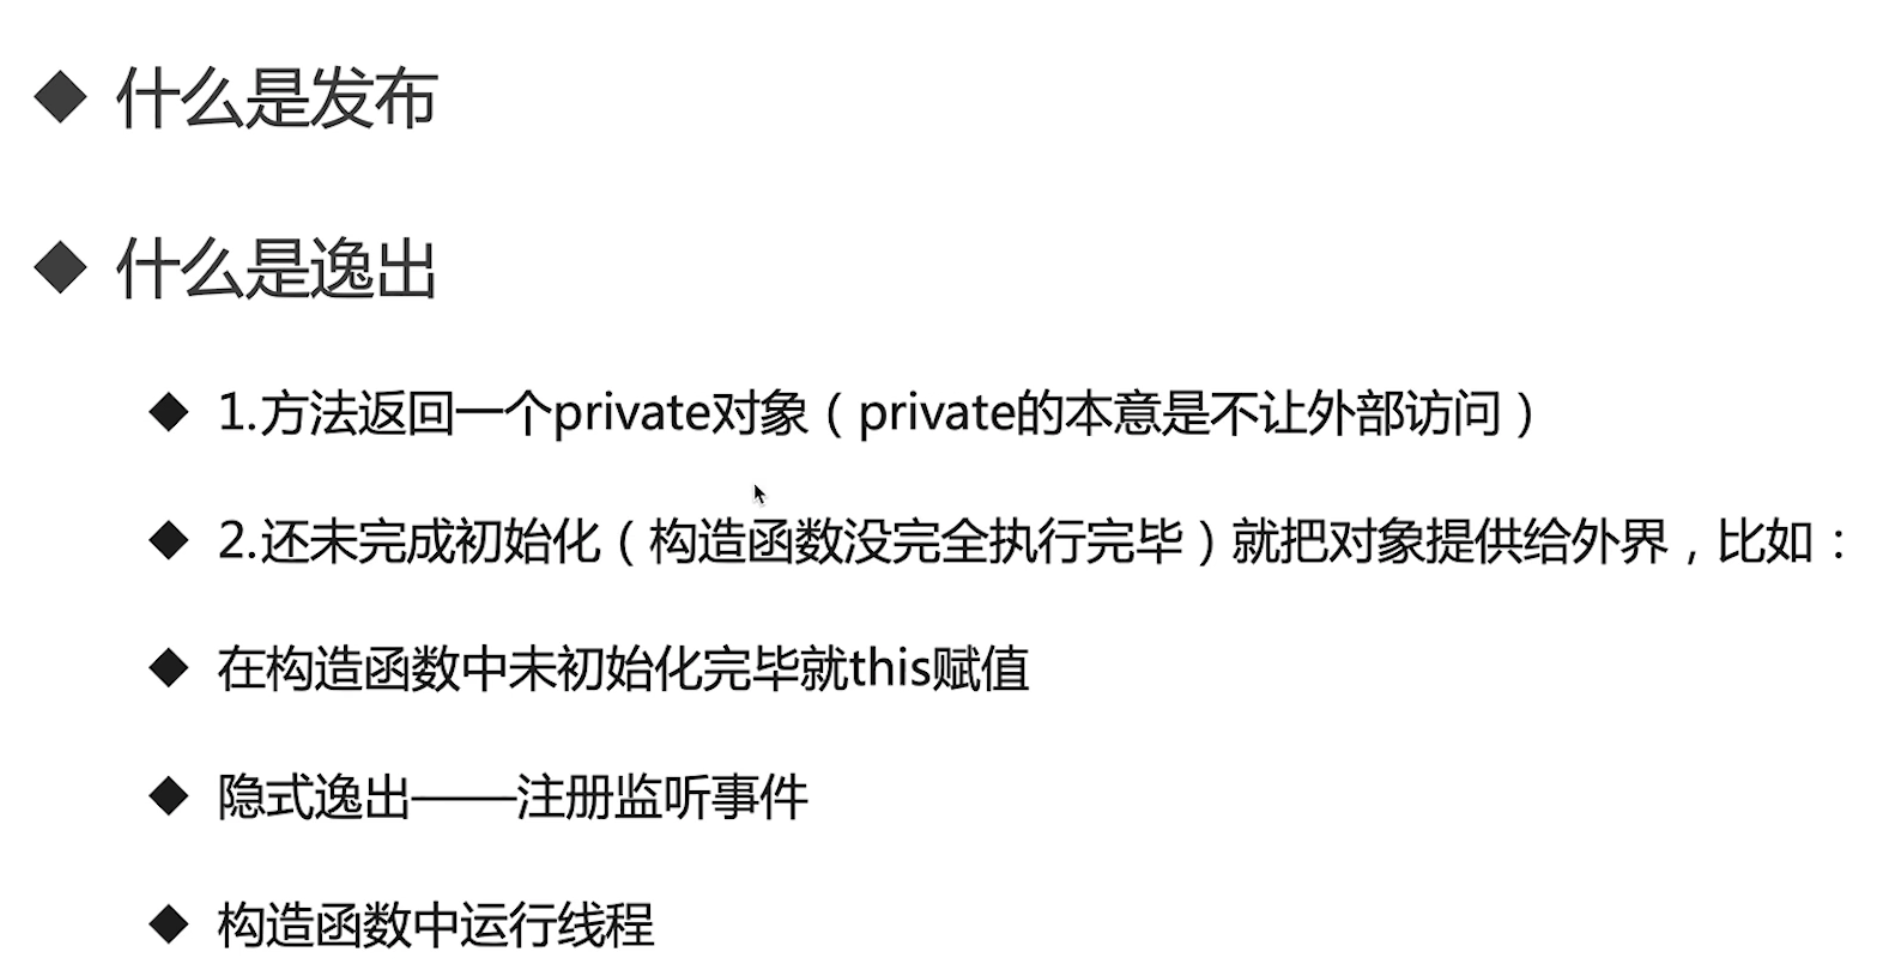 什么是发布
什么是逸出
1.方法返回一个private对象（private的本意是不让外部访问）
2.还未完成初始化（构造函数没完全执行完毕）就把对象提供给外界，比如：
在构造函数中未初始化完毕就this赋值
隐式逸出——注册监听事件
构造函数中运行线程